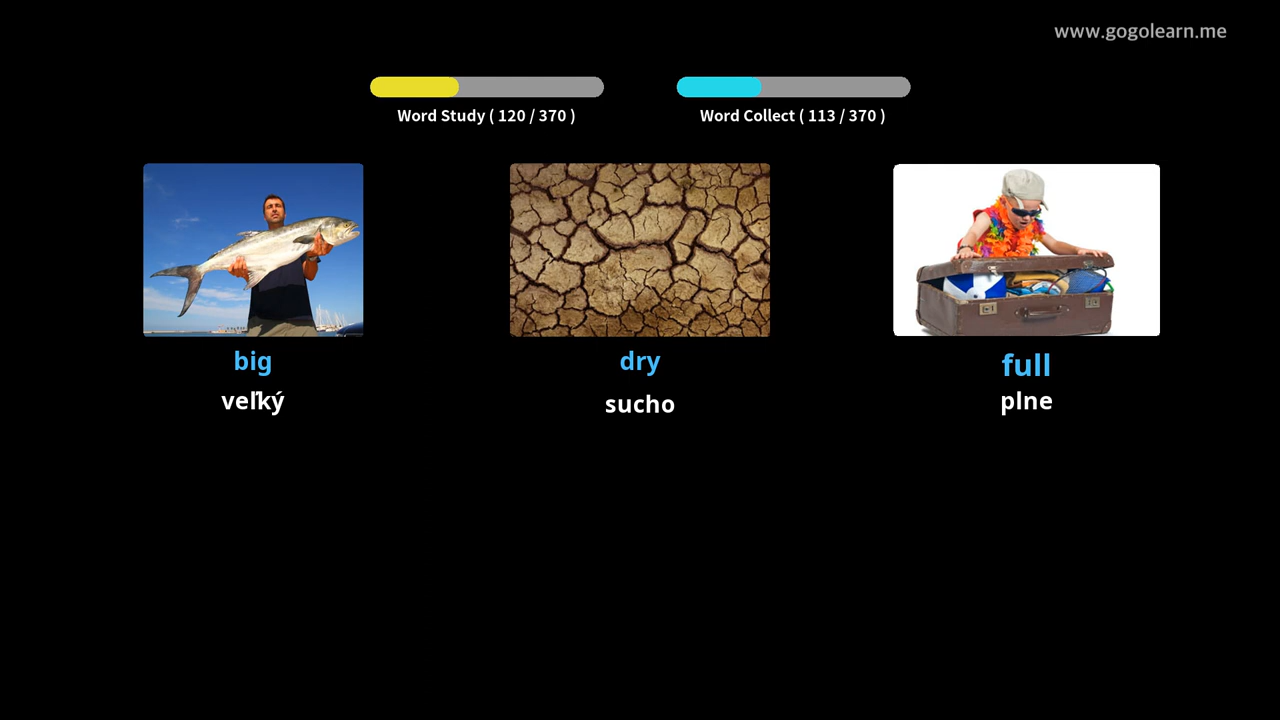 www.gogolearn.me
Word Study ( 120 / 370 )
Word Collect ( 113 / 370 )
big
dry
full
veľký
sucho
plne